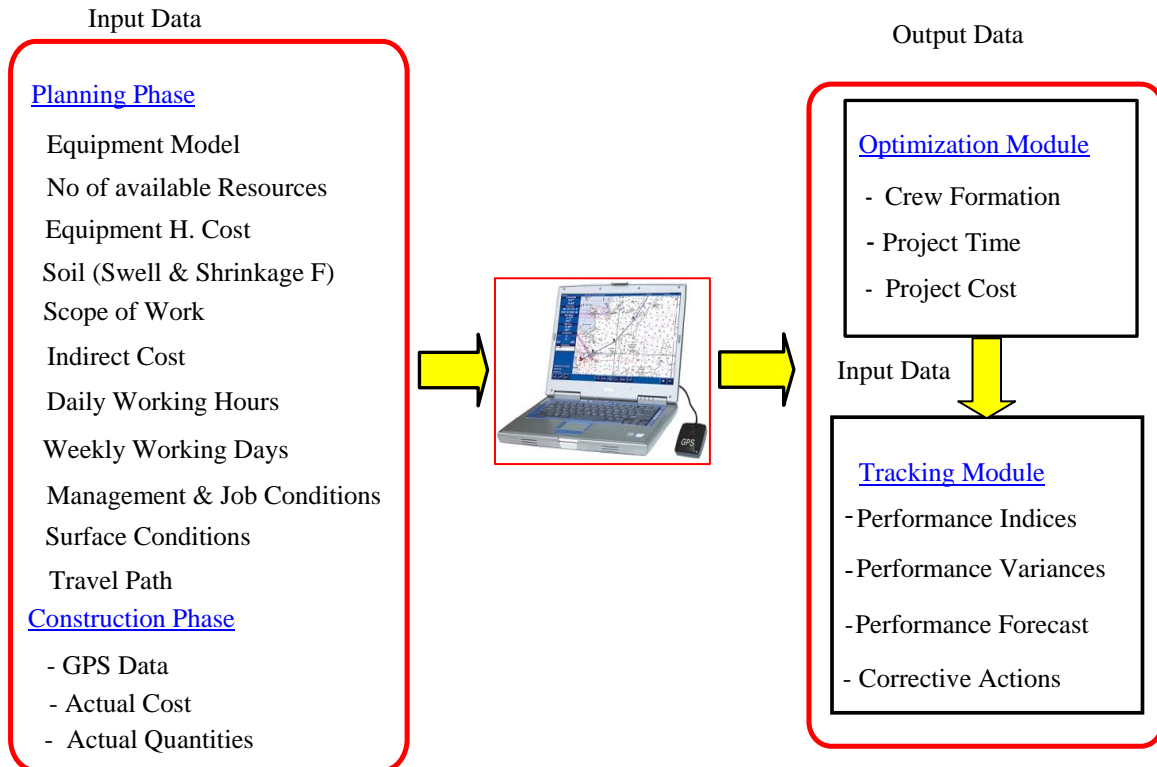 Input Data
Planning Phase
Equipment Model
No of available Resources
Equipment H. Cost
Soil (Swell & Shrinkage F)
Scope of Work
Indirect Cost
Daily Working Hours
Weekly Working Days
Management & Job Conditions
Surface Conditions
Travel Path
Construction Phase
- GPS Data
- Actual Cost
- Actual Quantities
GPS
Output Data
Optimization Module
- Crew Formation
- Project Time
- Project Cost
Input Data
Tracking Module
-Performance Indices
-Performance Variances
-Performance Forecast
- Corrective Actions